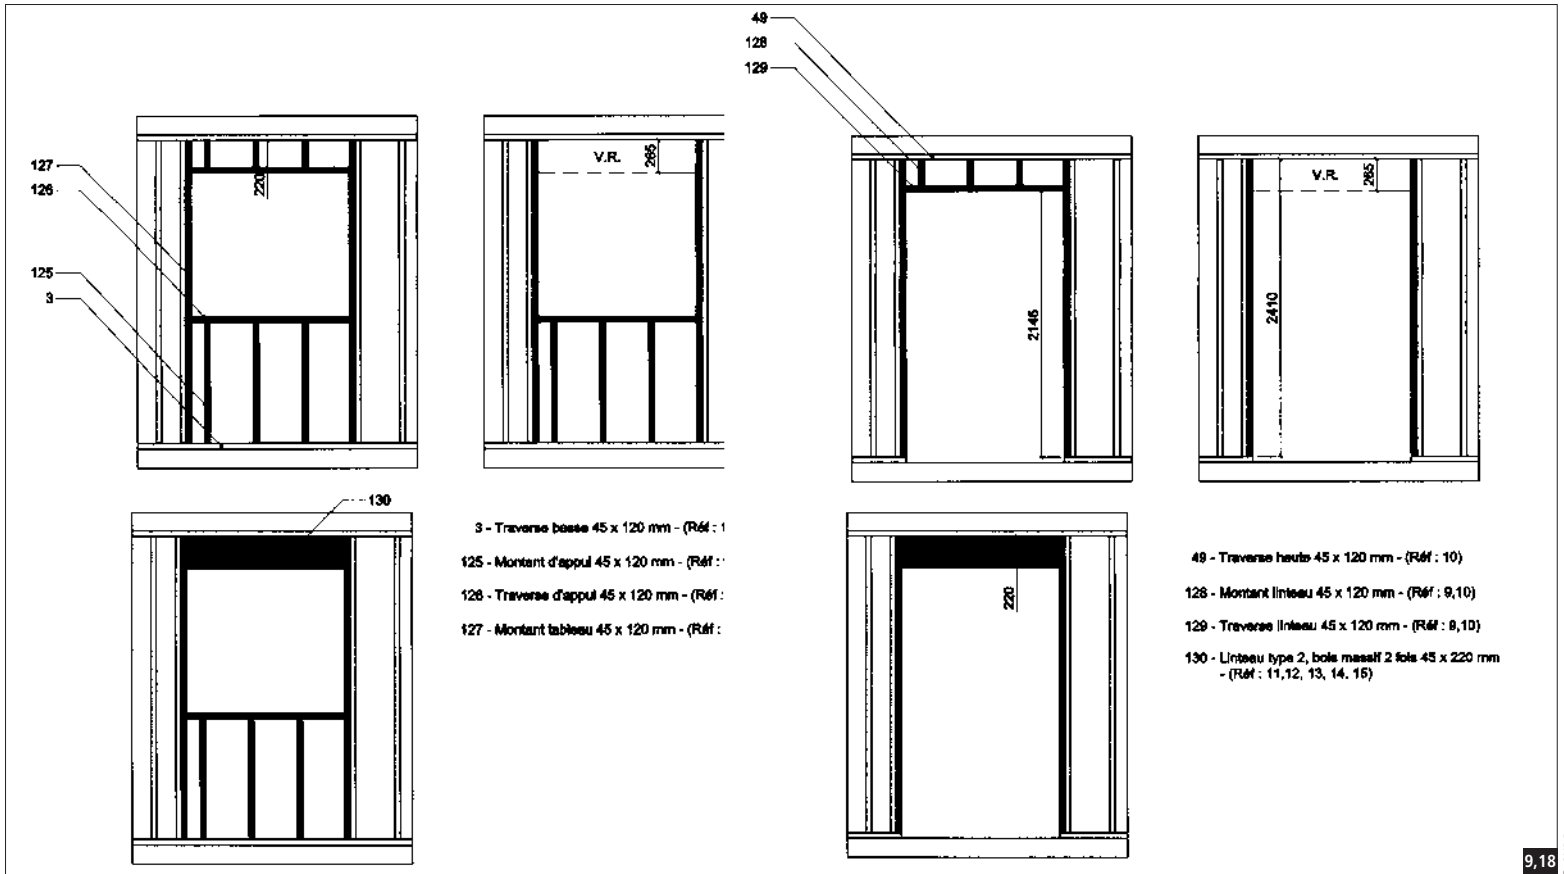 49
128
129
127
126
125
3
220
V.R.
265
2145
V.R.
265
2410
130
3 - Traverse basse 45 x 120 mm - (Réf : 1
125 - Montant d'appui 45 x 120 mm - (Réf :
126 - Traverse d'appui 45 x 120 mm - (Réf :
127 - Montant tableau 45 x 120 mm - (Réf :
220
49 - Traverse haute 45 x 120 mm - (Réf : 10)
128 - Montant linteau 45 x 120 mm - (Réf : 9,10)
129 - Traverse linteau 45 x 120 mm - (Réf : 9,10)
130 - Linteau type 2, bois massif 2 fois 45 x 220 mm
- (Réf : 11,12, 13, 14, 15)
9,18